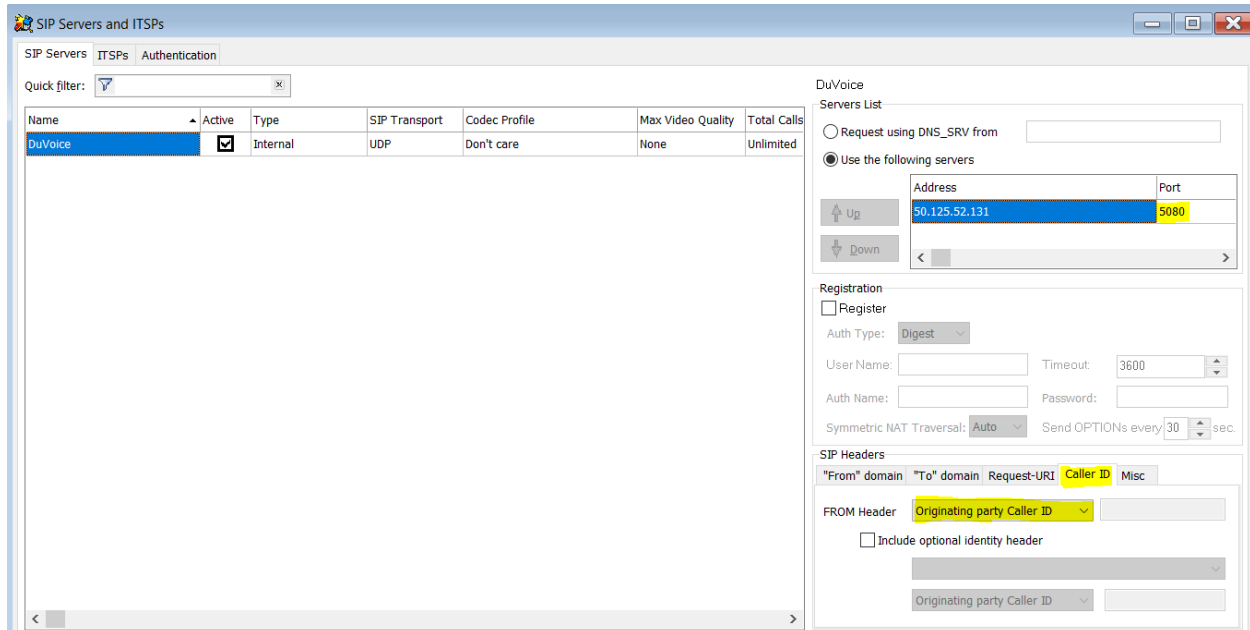 SIP Servers and ITSPs
SIP Servers ITSPs Authentication
Quick filter:
Name Active Type SIP Transport Codec Profile Max Video Quality Total Calls
DuVoice Internal UDP Don't care None Unlimited
DuVoice
Servers List
Request using DNS_SRV from
Use the following servers
Address Port
Up
50.125.52.131 5080
Down
Registration
Register
Auth Type: Digest
User Name: Timeout: 3600
Auth Name: Password:
Symmetric NAT Traversal: Auto Send OPTIONs every 30 sec.
SIP Headers
"From" domain "To" domain Request-URI Caller ID Misc
FROM Header Originating party Caller ID
Include optional identity header
Originating party Caller ID